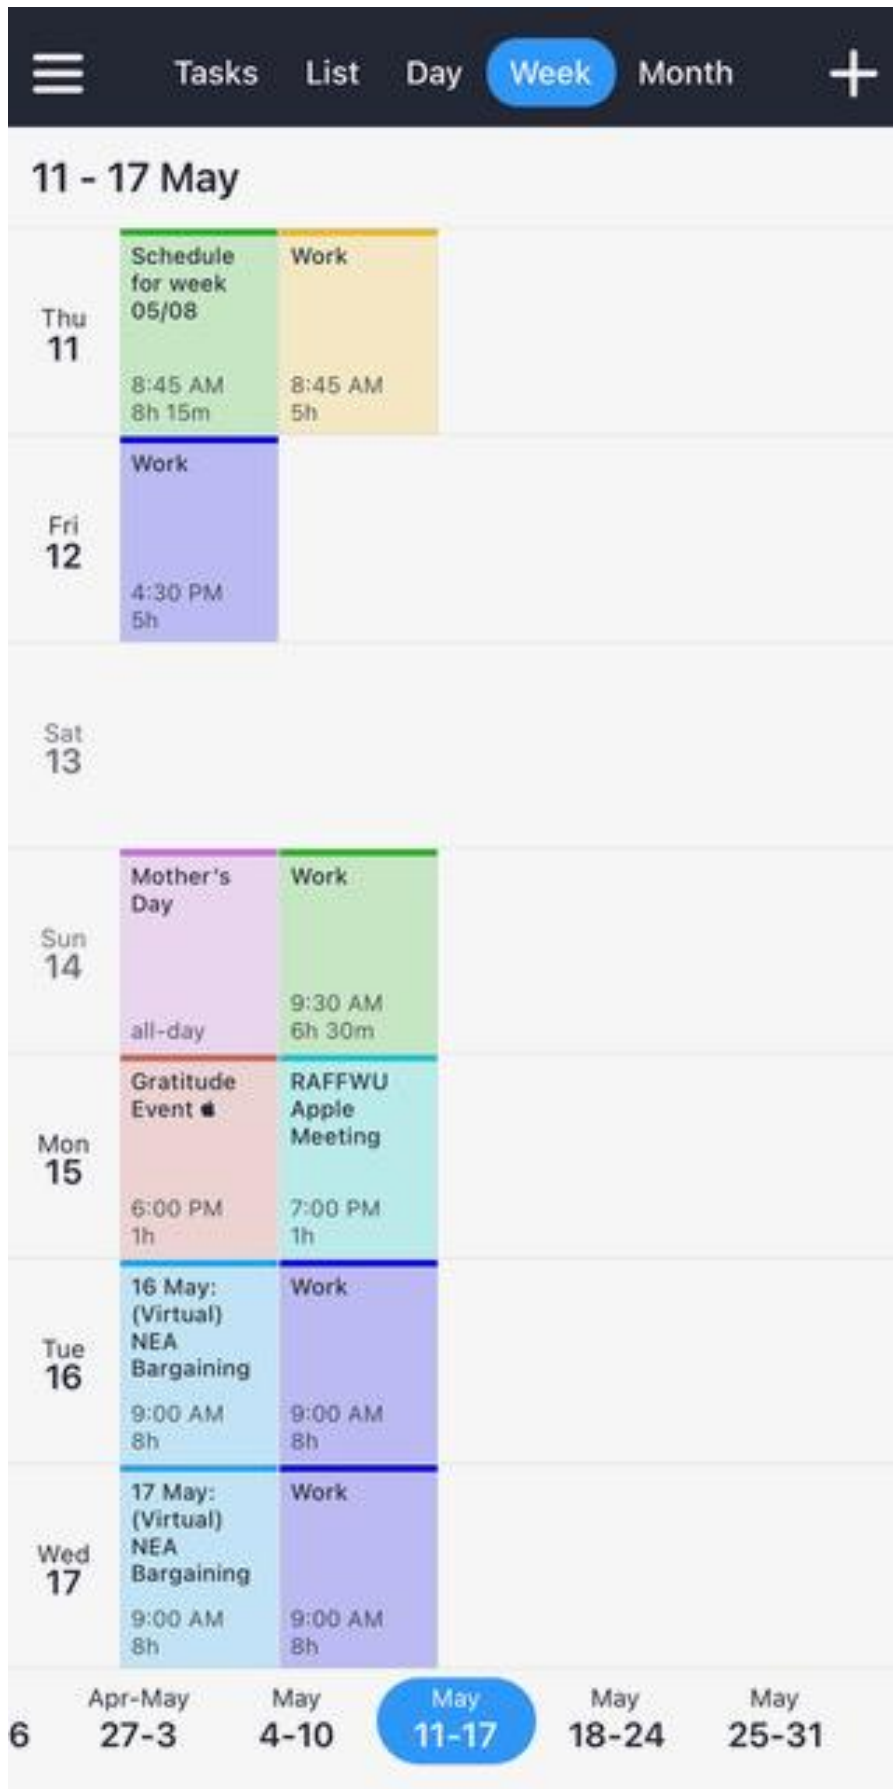 Tasks List Day Week Month
11 - 17 May
Thu
11
Schedule
for week
05/08
8:45 AM
8h 15m
Work
8:45 AM
5h
Fri
12
Work
4:30 PM
5h
Sat
13
Sun
14
Mother's
Day
all-day
Work
9:30 AM
6h 30m
Mon
15
Gratitude
Event
6:00 PM
1h
RAFFWU
Apple
Meeting
7:00 PM
1h
Tue
16
16 May:
(Virtual)
NEA
Bargaining
9:00 AM
8h
Work
9:00 AM
8h
Wed
17
17 May:
(Virtual)
NEA
Bargaining
9:00 AM
8h
Work
9:00 AM
8h
Apr-May May May May May
6 27-3 4-10 11-17 18-24 25-31